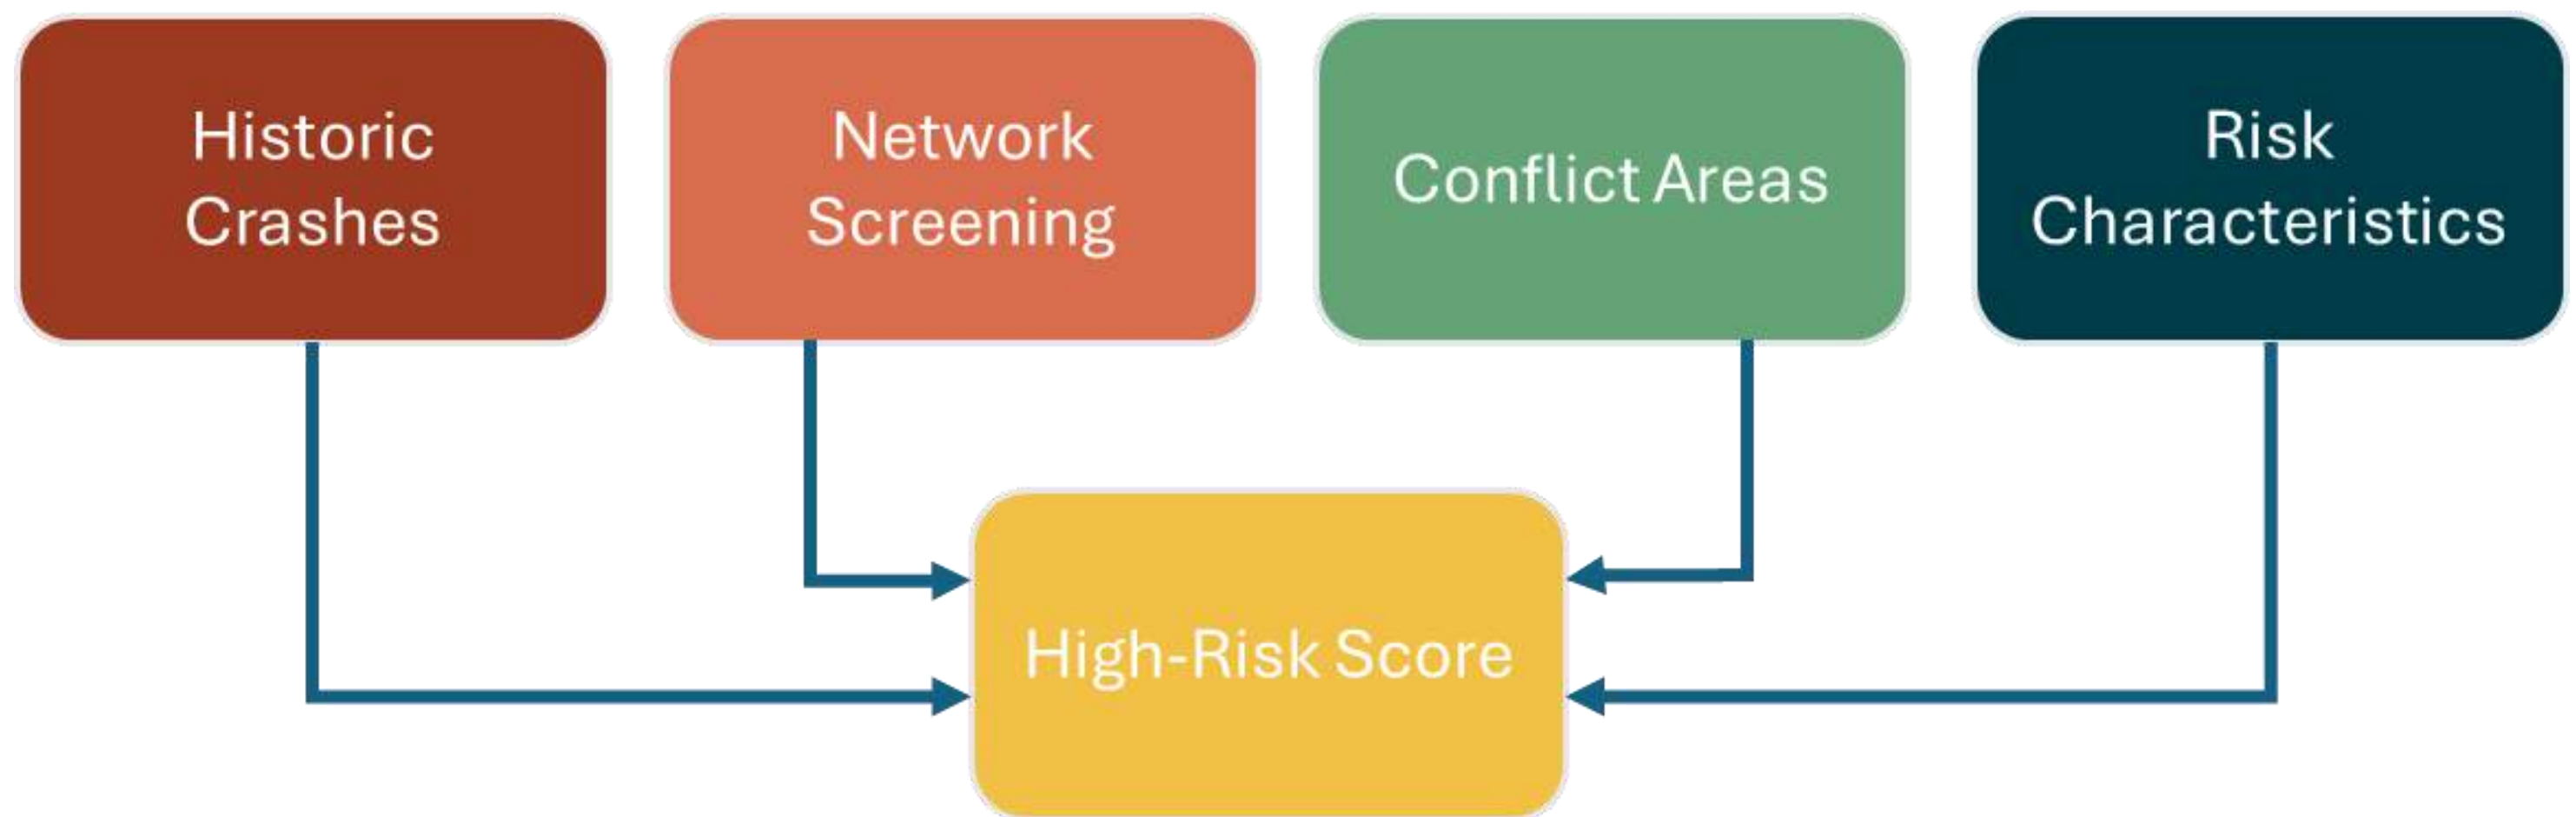 Historic
Crashes
Network
Screening
Conflict Areas
Risk
Characteristics
High-Risk Score